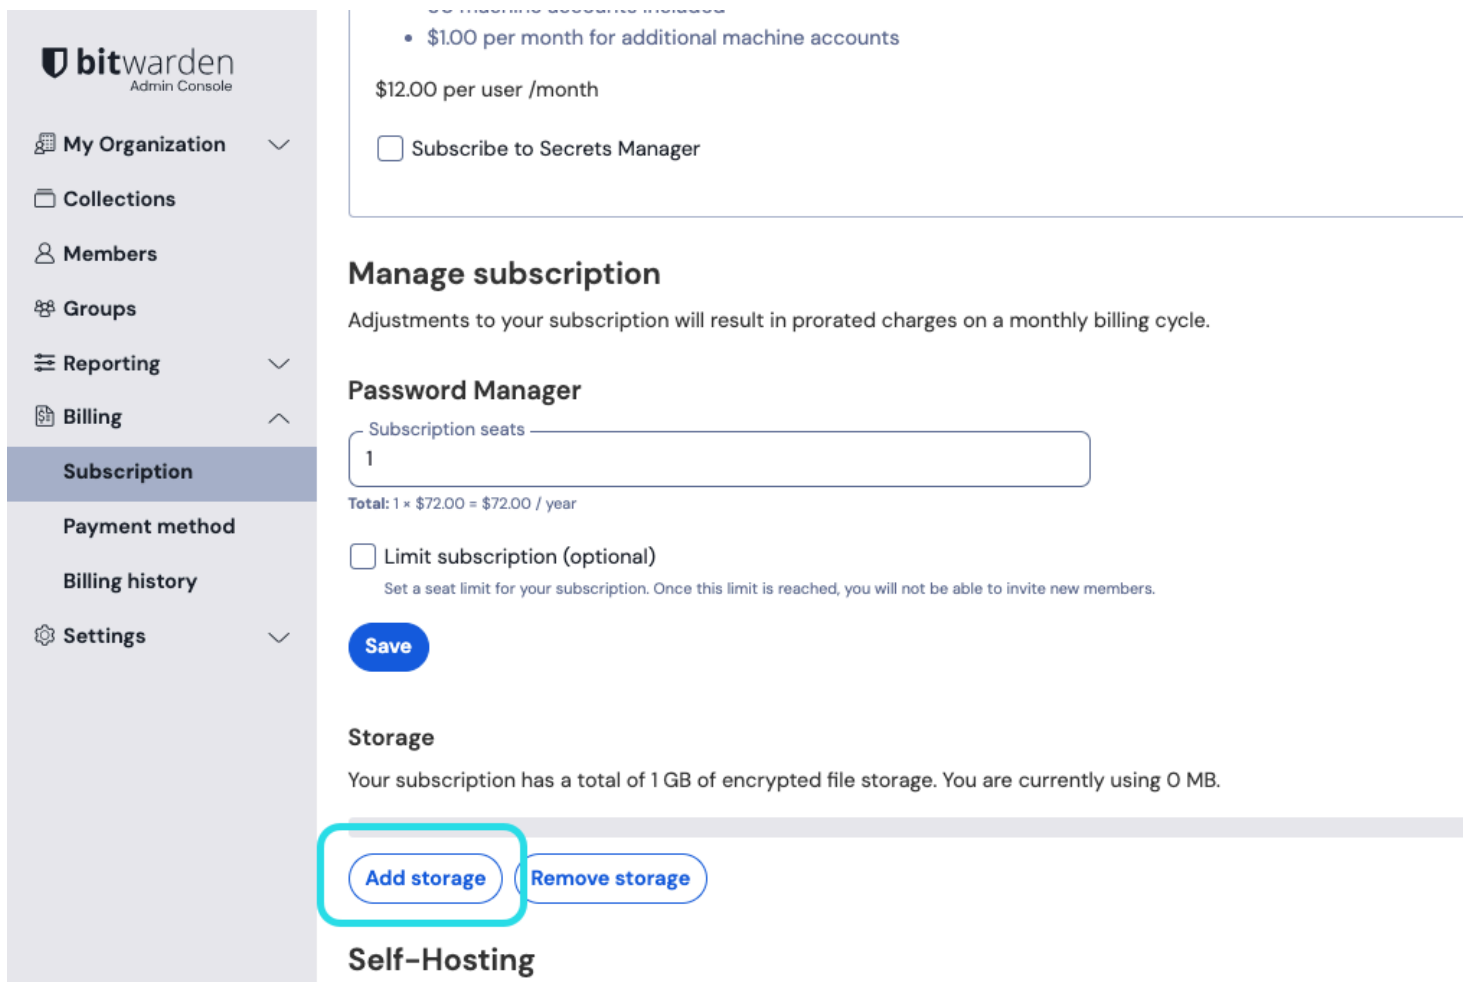 bitwarden
Admin Console
My Organization
Collections
Members
Groups
Reporting
Billing
Subscription
Payment method
Billing history
Settings
machine accounts included
$1.00 per month for additional machine accounts
$12.00 per user /month
Subscribe to Secrets Manager
Manage subscription
Adjustments to your subscription will result in prorated charges on a monthly billing cycle.
Password Manager
Subscription seats
1
Total: 1 × $72.00 = $72.00 / year
Limit subscription (optional)
Set a seat limit for your subscription. Once this limit is reached, you will not be able to invite new members.
Save
Storage
Your subscription has a total of 1 GB of encrypted file storage. You are currently using 0 MB.
Add storage
Remove storage
Self-Hosting